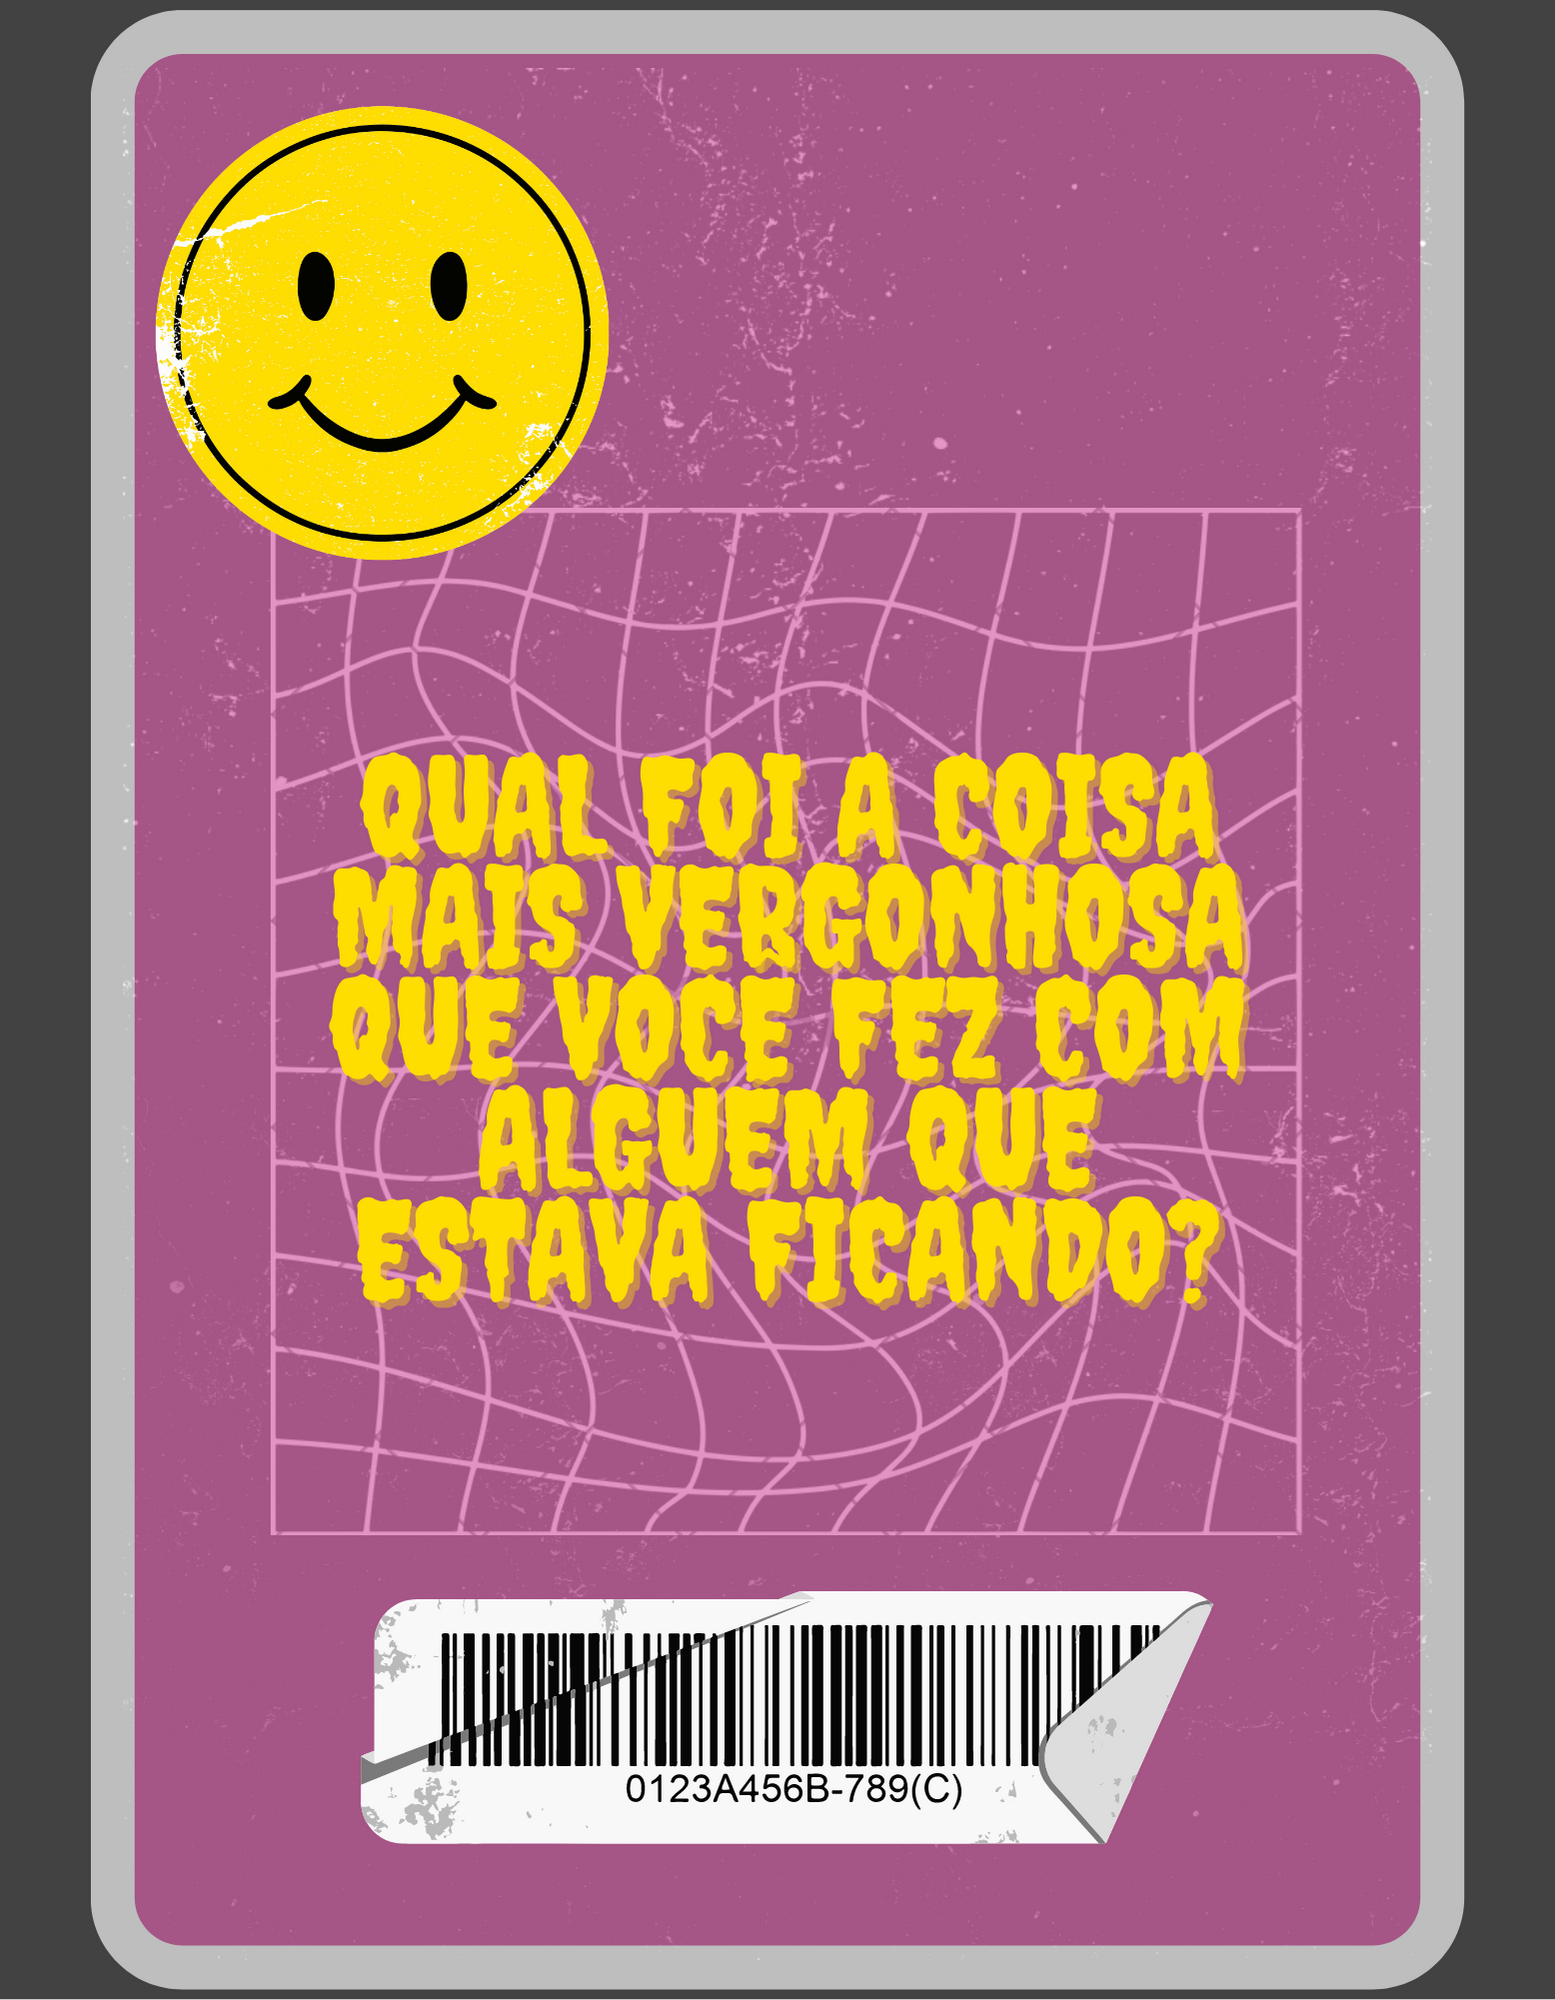 QUAL FOI A COISA
MAIS VERGONHOSA
QUE VOCE FEZ COM
ALGUEM QUE
ESTAVA FICANDO?
0123A456B-789(C)